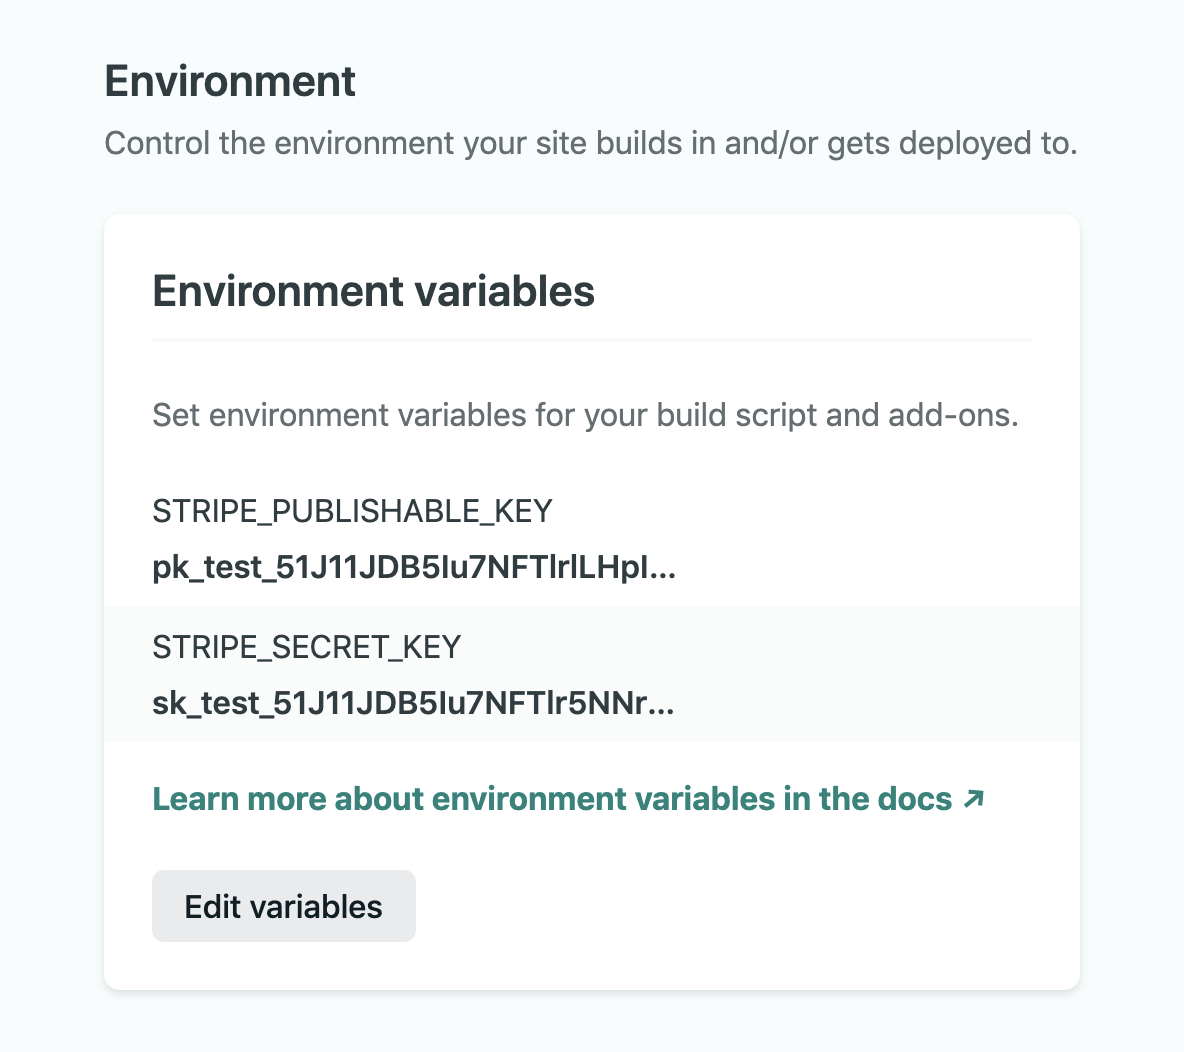 Environment
Control the environment your site builds in and/or gets deployed to.
Environment variables
Set environment variables for your build script and add-ons.
STRIPE_PUBLISHABLE_KEY
pk_test_51J11JDB5Iu7NFTlrlLHpI...
STRIPE_SECRET_KEY
sk_test_51J11JDB5Iu7NFTlr5NNr...
Learn more about environment variables in the docs ↗
Edit variables